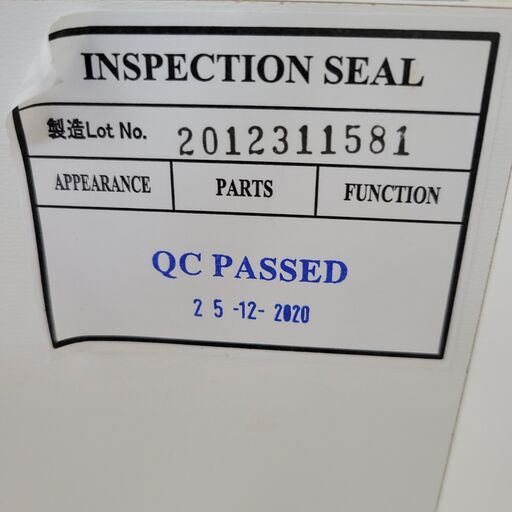 INSPECTION SEAL
製造Lot No. 2012311581
APPEARANCE PARTS FUNCTION
QC PASSED
25-12-2020